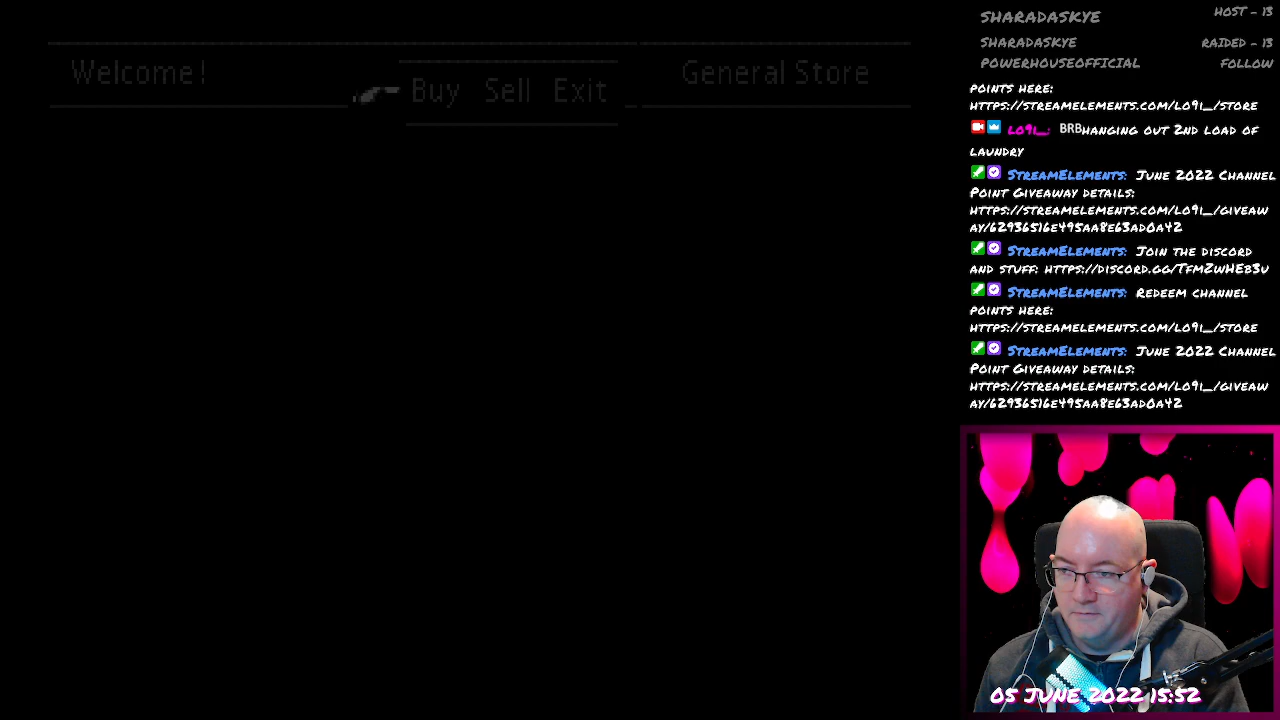 Welcome!
Buy Sell Exit
General Store
SHARADASKYE HOST - 13
SHARADASKYE RAIDED - 13
POWERHOUSEOFFICIAL FOLLOW
POINTS HERE:
HTTPS://STREAMELEMENTS.COM/LO9I_/STORE
LO9I_: BRB HANGING OUT 2ND LOAD OF
LAUNDRY
STREAMELEMENTS: JUNE 2022 CHANNEL
POINT GIVEAWAY DETAILS:
HTTPS://STREAMELEMENTS.COM/LO9I_/GIVEAW
AY/62936516E495AA8E63AD0A42
STREAMELEMENTS: JOIN THE DISCORD
AND STUFF: HTTPS://DISCORD.GG/TFMZWHE83U
STREAMELEMENTS: REDEEM CHANNEL
POINTS HERE:
HTTPS://STREAMELEMENTS.COM/LO9I_/STORE
STREAMELEMENTS: JUNE 2022 CHANNEL
POINT GIVEAWAY DETAILS:
HTTPS://STREAMELEMENTS.COM/LO9I_/GIVEAW
AY/62936516E495AA8E63AD0A42
05 JUNE 2022 15:52